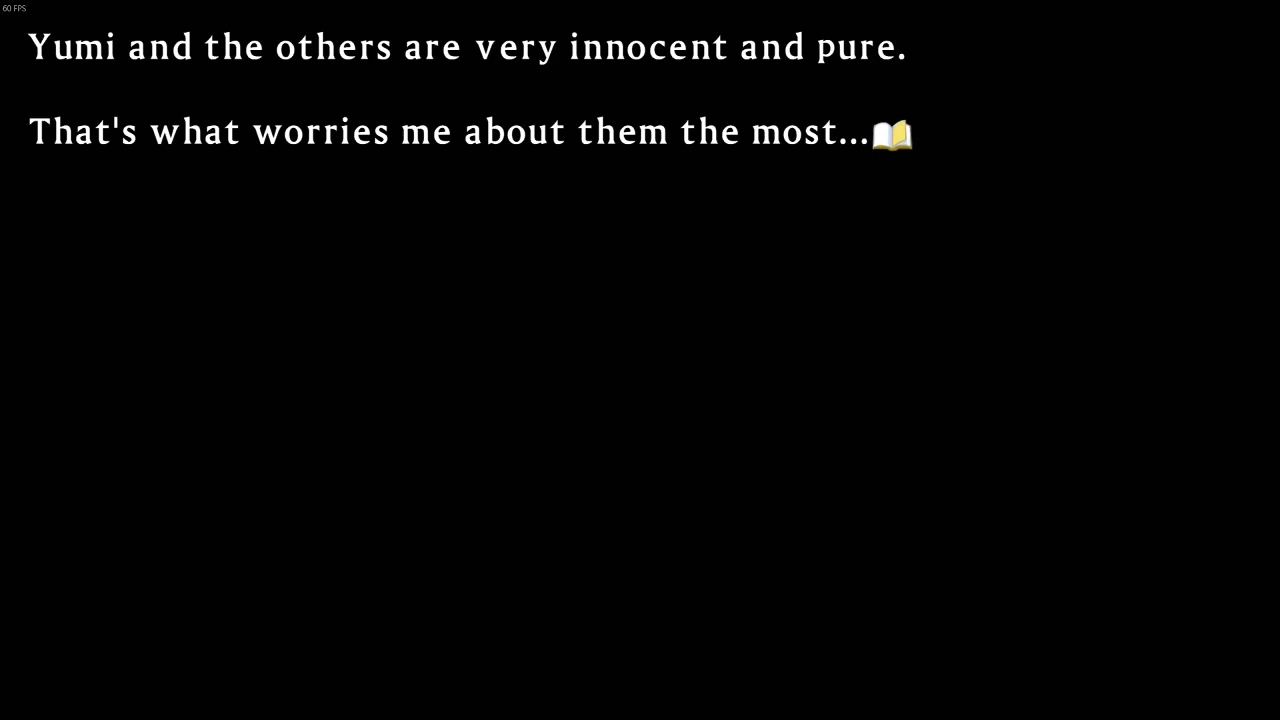 60 FPS
Yumi and the others are very innocent and pure.
That's what worries me about them the most...